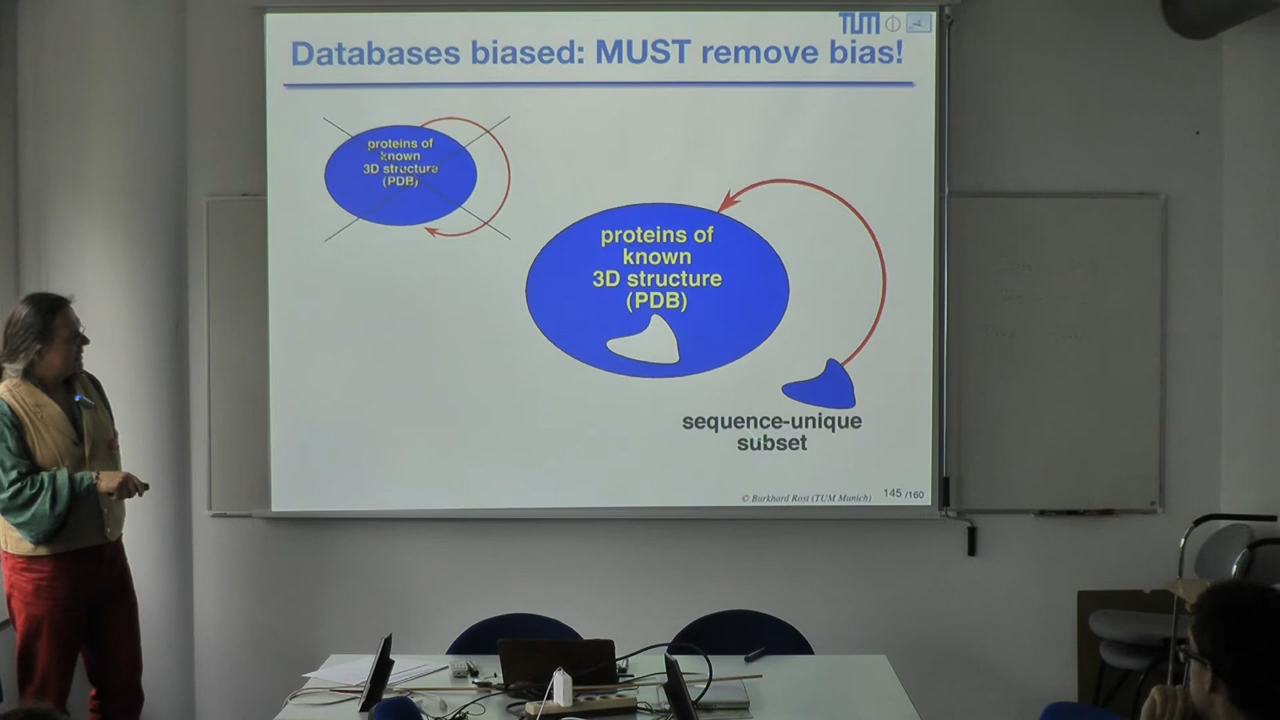 TUM
Databases biased: MUST remove bias!
proteins of
known
3D structure
(PDB)
proteins of
known
3D structure
(PDB)
sequence-unique
subset
© Burkhard Rost (TUM Munich)
145 /160